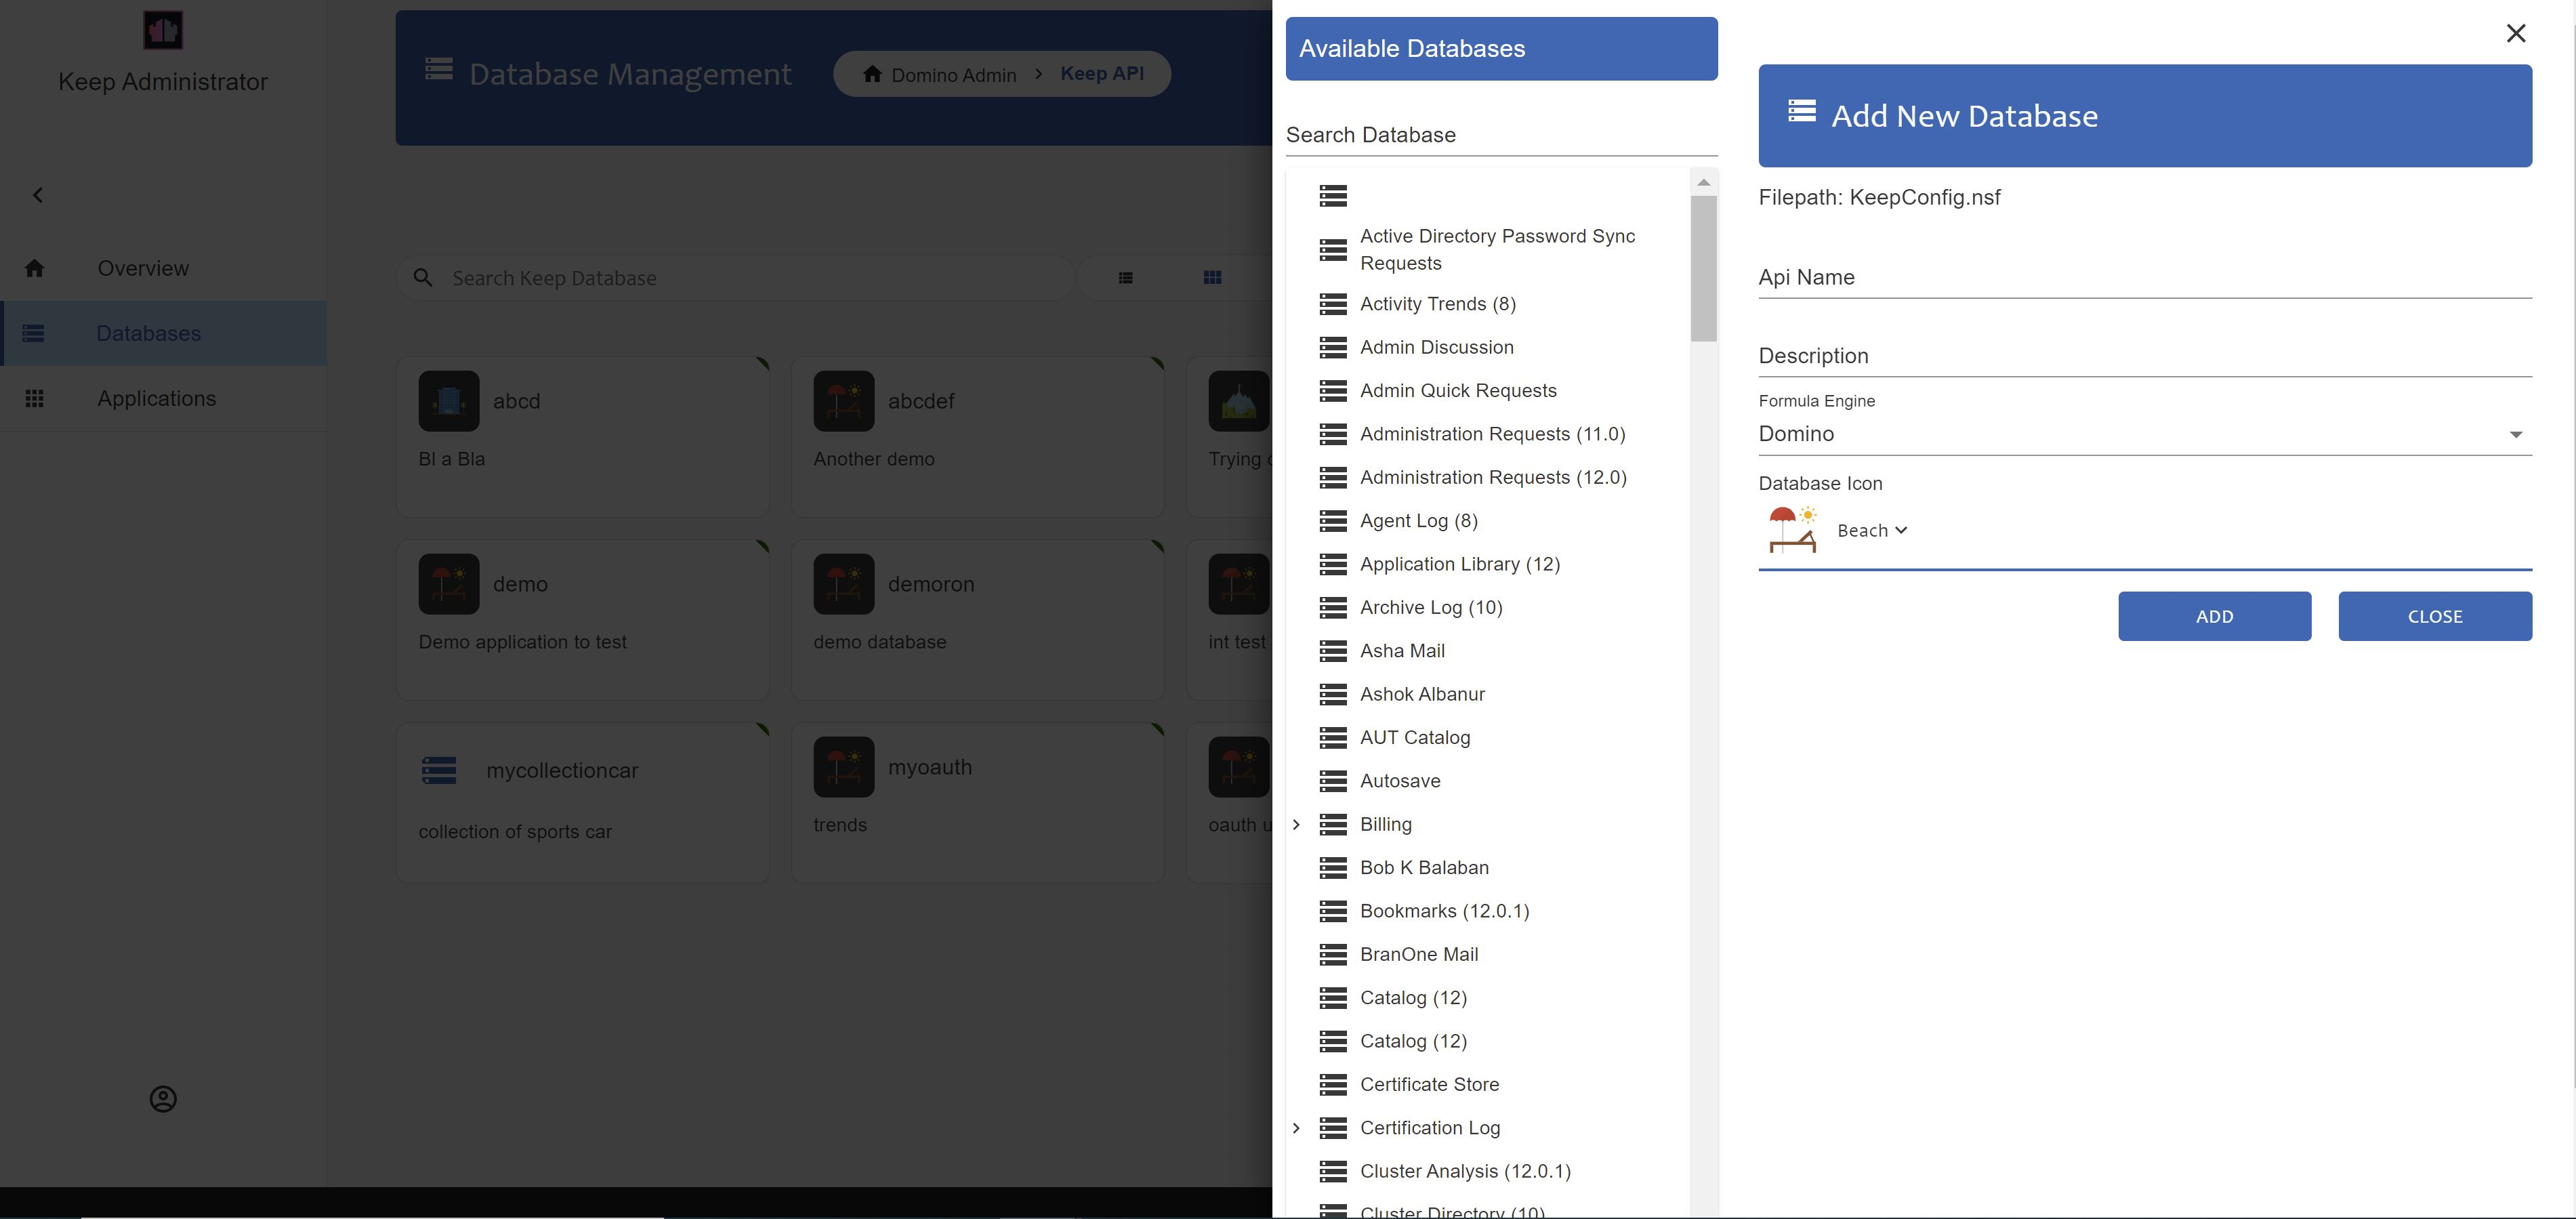 Keep Administrator
Overview
Databases
Applications
Database Management
Domino Admin > Keep API
Search Keep Database
abcd
Bl a Bla
abcdef
Another demo
Trying
demo
Demo application to test
demoron
demo database
int test
mycollectioncar
collection of sports car
myoauth
trends
oauth
Available Databases
Search Database
Active Directory Password Sync
Requests
Activity Trends (8)
Admin Discussion
Admin Quick Requests
Administration Requests (11.0)
Administration Requests (12.0)
Agent Log (8)
Application Library (12)
Archive Log (10)
Asha Mail
Ashok Albanur
AUT Catalog
Autosave
Billing
Bob K Balaban
Bookmarks (12.0.1)
BranOne Mail
Catalog (12)
Catalog (12)
Certificate Store
Certification Log
Cluster Analysis (12.0.1)
Cluster Directory (10)
Add New Database
Filepath: KeepConfig.nsf
Api Name
Description
Formula Engine
Domino
Database Icon
Beach
ADD
CLOSE